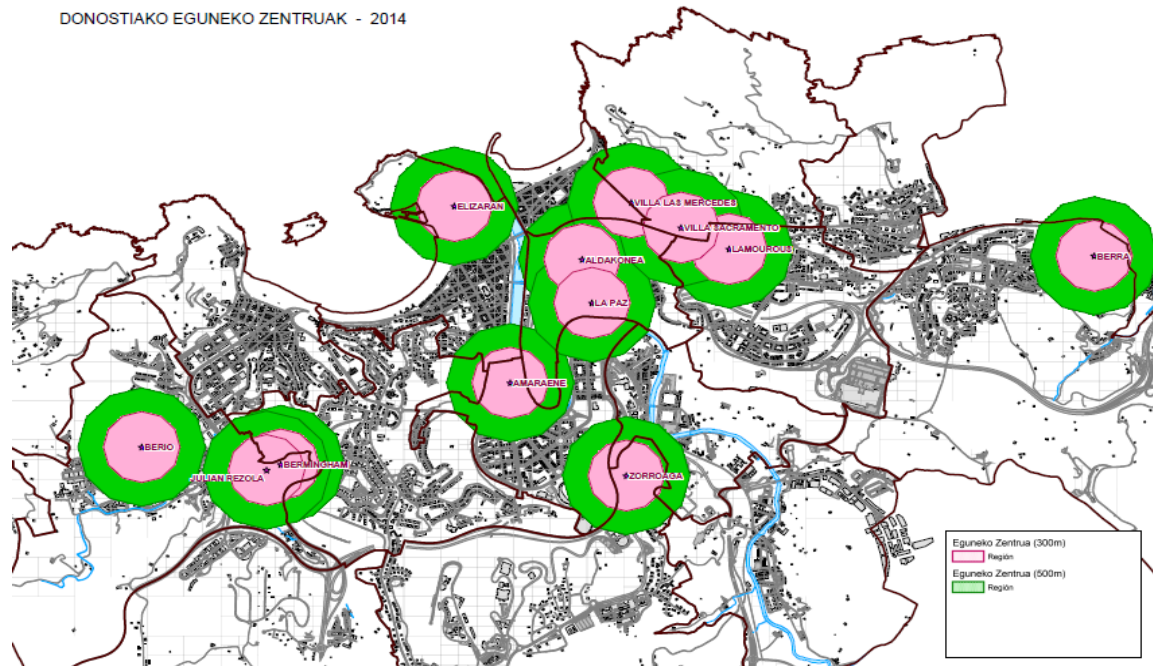 DONOSTIAKO EGUNEKO ZENTRUAK - 2014
ELIZARAN
VILLA LAS MERCEDES
VILLA SACRAMENTO
LAMOUROUS
ALDAKONEA
BERRA
LA PAZ
AMARAENE
BERIO
BERMINGHAM
JULIAN REZOLA
ZORROAGA
Eguneko Zentrua (300m)
Región
Eguneko Zentrua (500m)
Región